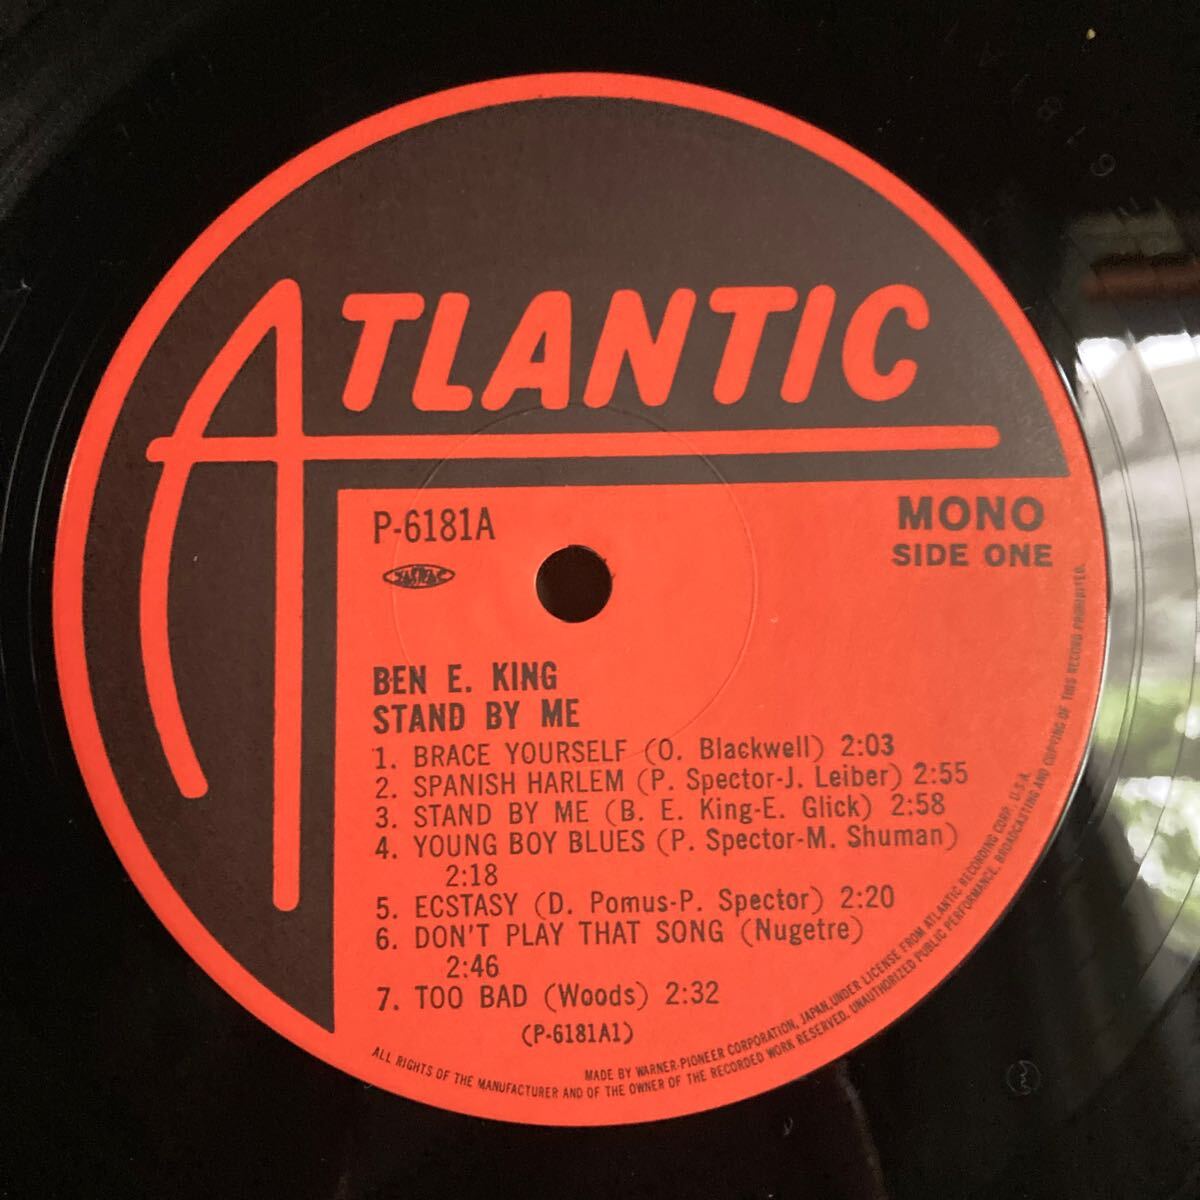 ATLANTIC
P-6181A
MONO
SIDE ONE
BEN E. KING
STAND BY ME
1. BRACE YOURSELF (O. Blackwell) 2:03
2. SPANISH HARLEM (P. Spector-J. Leiber) 2:55
3. STAND BY ME (B. E. King-E. Glick) 2:58
4. YOUNG BOY BLUES (P. Spector-M. Shuman)
2:18
5. ECSTASY (D. Pomus-P. Spector) 2:20
6. DON'T PLAY THAT SONG (Nugetre)
2:46
7. TOO BAD (Woods) 2:32
(P-6181A1)
MADE BY WARNER-PIONEER CORPORATION, JAPAN, UNDER LICENSE FROM ATLANTIC RECORDING CORP., U.S.A.
ALL RIGHTS OF THE MANUFACTURER AND OF THE OWNER OF THE RECORDED WORK RESERVED. UNAUTHORIZED PUBLIC PERFORMANCE, BROADCASTING AND COPYING OF THIS RECORD PROHIBITED.